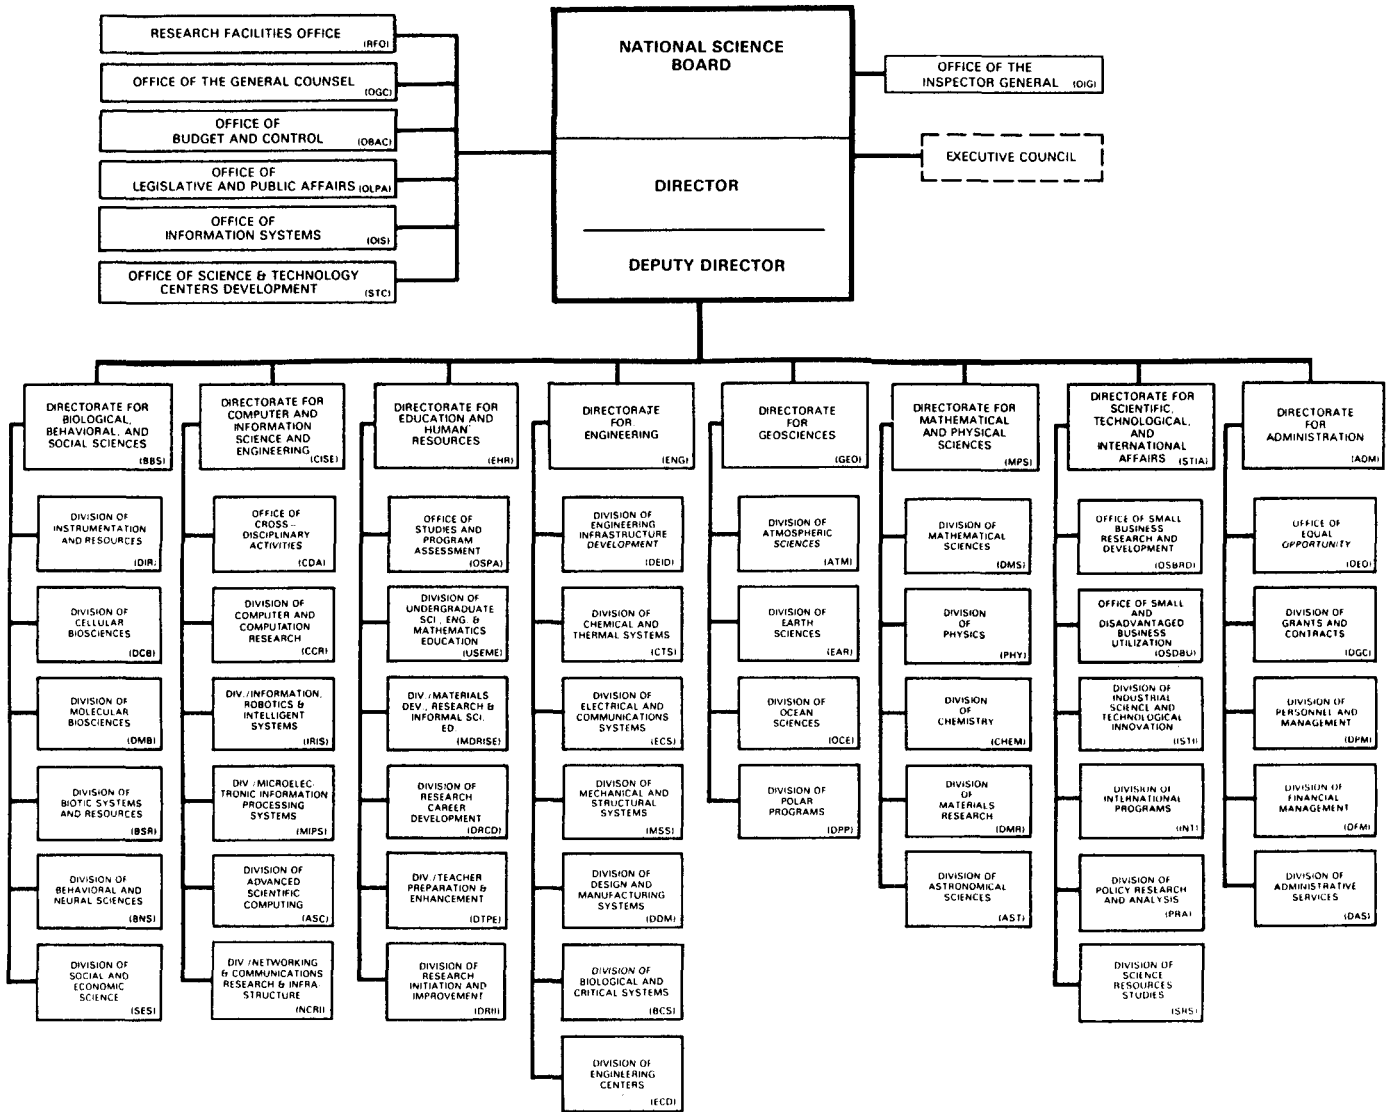 RESEARCH FACILITIES OFFICE
(RFO)
OFFICE OF THE GENERAL COUNSEL
(OGC)
OFFICE OF
BUDGET AND CONTROL
(OBAC)
OFFICE OF
LEGISLATIVE AND PUBLIC AFFAIRS (OLPA)
OFFICE OF
INFORMATION SYSTEMS
(OIS)
OFFICE OF SCIENCE & TECHNOLOGY
CENTERS DEVELOPMENT
(STC)
NATIONAL SCIENCE
BOARD
DIRECTOR
DEPUTY DIRECTOR
OFFICE OF THE
INSPECTOR GENERAL (OIG)
EXECUTIVE COUNCIL
DIRECTORATE FOR
BIOLOGICAL,
BEHAVIORAL, AND
SOCIAL SCIENCES
(BBS)
DIVISION OF
INSTRUMENTATION
AND RESOURCES
(DIR)
DIVISION OF
CELLULAR
BIOSCIENCES
(DCB)
DIVISION OF
MOLECULAR
BIOSCIENCES
(DMB)
DIVISION OF
BIOTIC SYSTEMS
AND RESOURCES
(BSR)
DIVISION OF
BEHAVIORAL AND
NEURAL SCIENCES
(BNS)
DIVISION OF
SOCIAL AND
ECONOMIC
SCIENCE
(SES)
DIRECTORATE FOR
COMPUTER AND
INFORMATION
SCIENCE AND
ENGINEERING
(CISE)
OFFICE OF
CROSS-
DISCIPLINARY
ACTIVITIES
(CDA)
DIVISION OF
COMPUTER AND
COMPUTATION
RESEARCH
(CCR)
DIV./INFORMATION,
ROBOTICS &
INTELLIGENT
SYSTEMS
(IRIS)
DIV./MICROELEC-
TRONIC INFORMATION
PROCESSING
SYSTEMS
(MIPS)
DIVISION OF
ADVANCED
SCIENTIFIC
COMPUTING
(ASC)
DIV./NETWORKING
& COMMUNICATIONS
RESEARCH & INFRA-
STRUCTURE
(NCRI)
DIRECTORATE FOR
EDUCATION AND
HUMAN
RESOURCES
(EHR)
OFFICE OF
STUDIES AND
PROGRAM
ASSESSMENT
(OSPA)
DIVISION OF
UNDERGRADUATE
SCI., ENG. &
MATHEMATICS
EDUCATION
(USEME)
DIV./MATERIALS
DEV., RESEARCH &
INFORMAL SCI.
ED.
(MDRISE)
DIVISION OF
RESEARCH
CAREER
DEVELOPMENT
(DRCD)
DIV./TEACHER
PREPARATION &
ENHANCEMENT
(DTPE)
DIVISION OF
RESEARCH
INITIATION AND
IMPROVEMENT
(DRII)
DIRECTORATE
FOR
ENGINEERING
(ENG)
DIVISION OF
ENGINEERING
INFRASTRUCTURE
DEVELOPMENT
(DEID)
DIVISION OF
CHEMICAL AND
THERMAL SYSTEMS
(CTS)
DIVISION OF
ELECTRICAL AND
COMMUNICATIONS
SYSTEMS
(ECS)
DIVISION OF
MECHANICAL AND
STRUCTURAL
SYSTEMS
(MSS)
DIVISION OF
DESIGN AND
MANUFACTURING
SYSTEMS
(DDM)
DIVISION OF
BIOLOGICAL AND
CRITICAL SYSTEMS
(BCS)
DIVISION OF
ENGINEERING
CENTERS
(ECD)
DIRECTORATE
FOR
GEOSCIENCES
(GEO)
DIVISION OF
ATMOSPHERIC
SCIENCES
(ATM)
DIVISION OF
EARTH
SCIENCES
(EAR)
DIVISION OF
OCEAN
SCIENCES
(OCE)
DIVISION OF
POLAR
PROGRAMS
(DPP)
DIRECTORATE FOR
MATHEMATICAL
AND PHYSICAL
SCIENCES
(MPS)
DIVISION OF
MATHEMATICAL
SCIENCES
(DMS)
DIVISION
OF
PHYSICS
(PHY)
DIVISION
OF
CHEMISTRY
(CHEM)
DIVISION
OF
MATERIALS
RESEARCH
(DMR)
DIVISION OF
ASTRONOMICAL
SCIENCES
(AST)
DIRECTORATE FOR
SCIENTIFIC,
TECHNOLOGICAL,
AND
INTERNATIONAL
AFFAIRS (STIA)
OFFICE OF SMALL
BUSINESS
RESEARCH AND
DEVELOPMENT
(OSBRD)
OFFICE OF SMALL
AND
DISADVANTAGED
BUSINESS
UTILIZATION
(OSDBU)
DIVISION OF
INDUSTRIAL
SCIENCE AND
TECHNOLOGICAL
INNOVATION
(ISTI)
DIVISION OF
INTERNATIONAL
PROGRAMS
(INT)
DIVISION OF
POLICY RESEARCH
AND ANALYSIS
(PRA)
DIVISION OF
SCIENCE
RESOURCES
STUDIES
(SRS)
DIRECTORATE
FOR
ADMINISTRATION
(ADM)
OFFICE OF
EQUAL
OPPORTUNITY
(OEO)
DIVISION OF
GRANTS AND
CONTRACTS
(DGC)
DIVISION OF
PERSONNEL AND
MANAGEMENT
(DPM)
DIVISION OF
FINANCIAL
MANAGEMENT
(DFM)
DIVISION OF
ADMINISTRATIVE
SERVICES
(DAS)